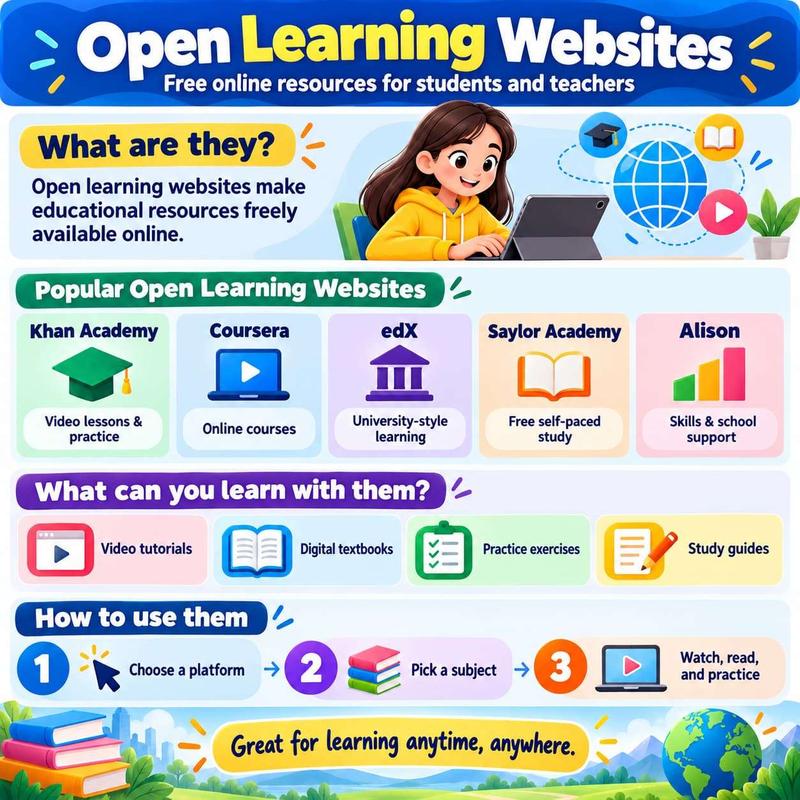 Open Learning Websites
Free online resources for students and teachers
What are they?
Open learning websites make
educational resources freely
available online.
Popular Open Learning Websites
Khan Academy
Video lessons &
practice
Coursera
Online courses
edX
University-style
learning
Saylor Academy
Free self-paced
study
Alison
Skills & school
support
What can you learn with them?
Video tutorials
Digital textbooks
Practice exercises
Study guides
How to use them
1
Choose a platform
2
Pick a subject
3
Watch, read,
and practice
Great for learning anytime, anywhere.